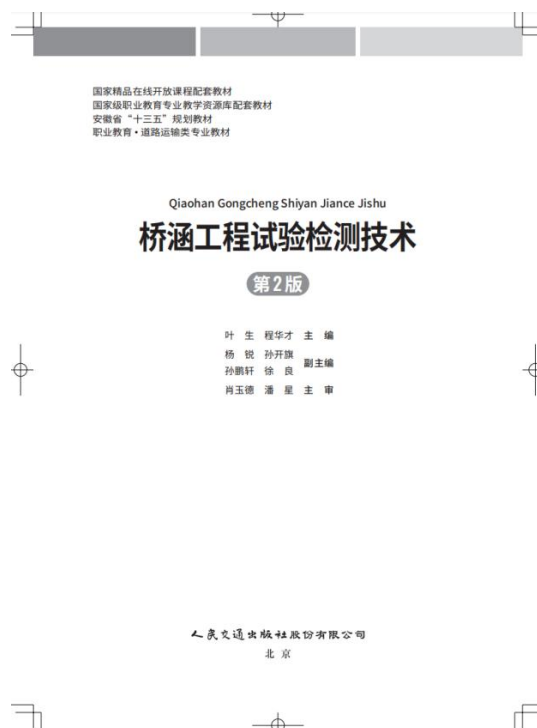 国家精品在线开放课程配套教材
国家级职业教育专业教学资源库配套教材
安徽省“十三五”规划教材
职业教育·道路运输类专业教材
Qiaohan Gongcheng Shiyan Jiance Jishu
桥涵工程试验检测技术
第2版
叶 生 程华才 主 编
杨 锐 孙开旗
副主编
孙鹏轩 徐 良
肖玉德 潘 星 主 审
人民交通出版社股份有限公司
北 京